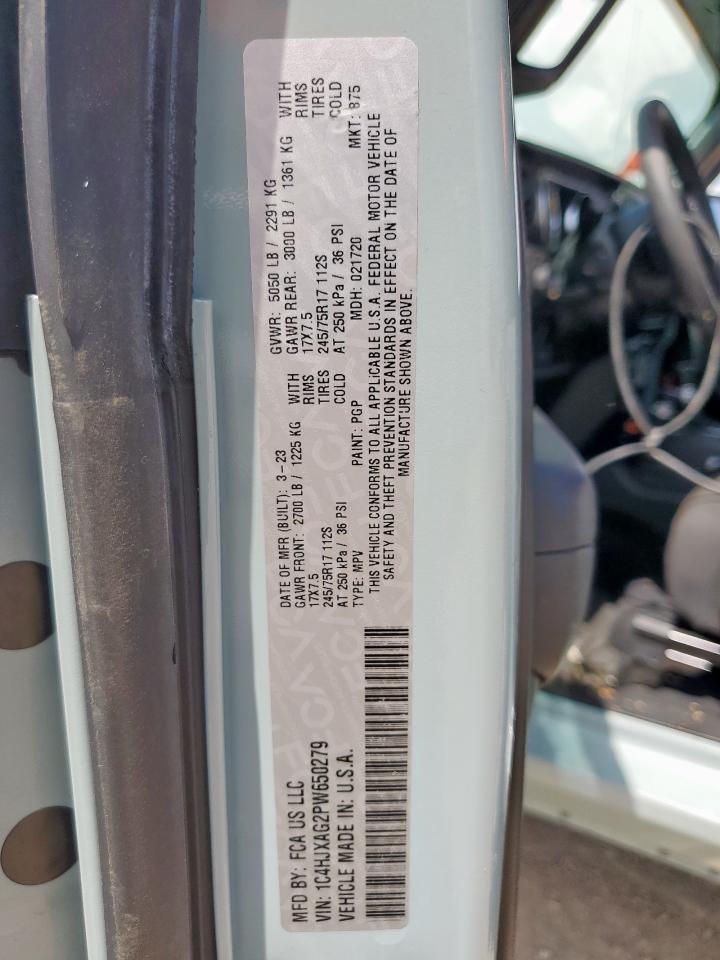 MFD BY: FCA US LLC
VIN: 1C4HJXAG2PW650279
VEHICLE MADE IN: U.S.A.
DATE OF MFR (BUILT): 3-23
GVWR: 5050 LB / 2291 KG
GAWR FRONT: 2700 LB / 1225 KG WITH
GAWR REAR: 3000 LB / 1361 KG WITH
17X7.5 RIMS
17X7.5 RIMS
245/75R17 112S TIRES
245/75R17 112S TIRES
AT 250 kPa / 36 PSI COLD
AT 250 kPa / 36 PSI COLD
TYPE: MPV PAINT: PGP MDH: 021720 MKT: B75
THIS VEHICLE CONFORMS TO ALL APPLICABLE U.S.A. FEDERAL MOTOR VEHICLE
SAFETY AND THEFT PREVENTION STANDARDS IN EFFECT ON THE DATE OF
MANUFACTURE SHOWN ABOVE.